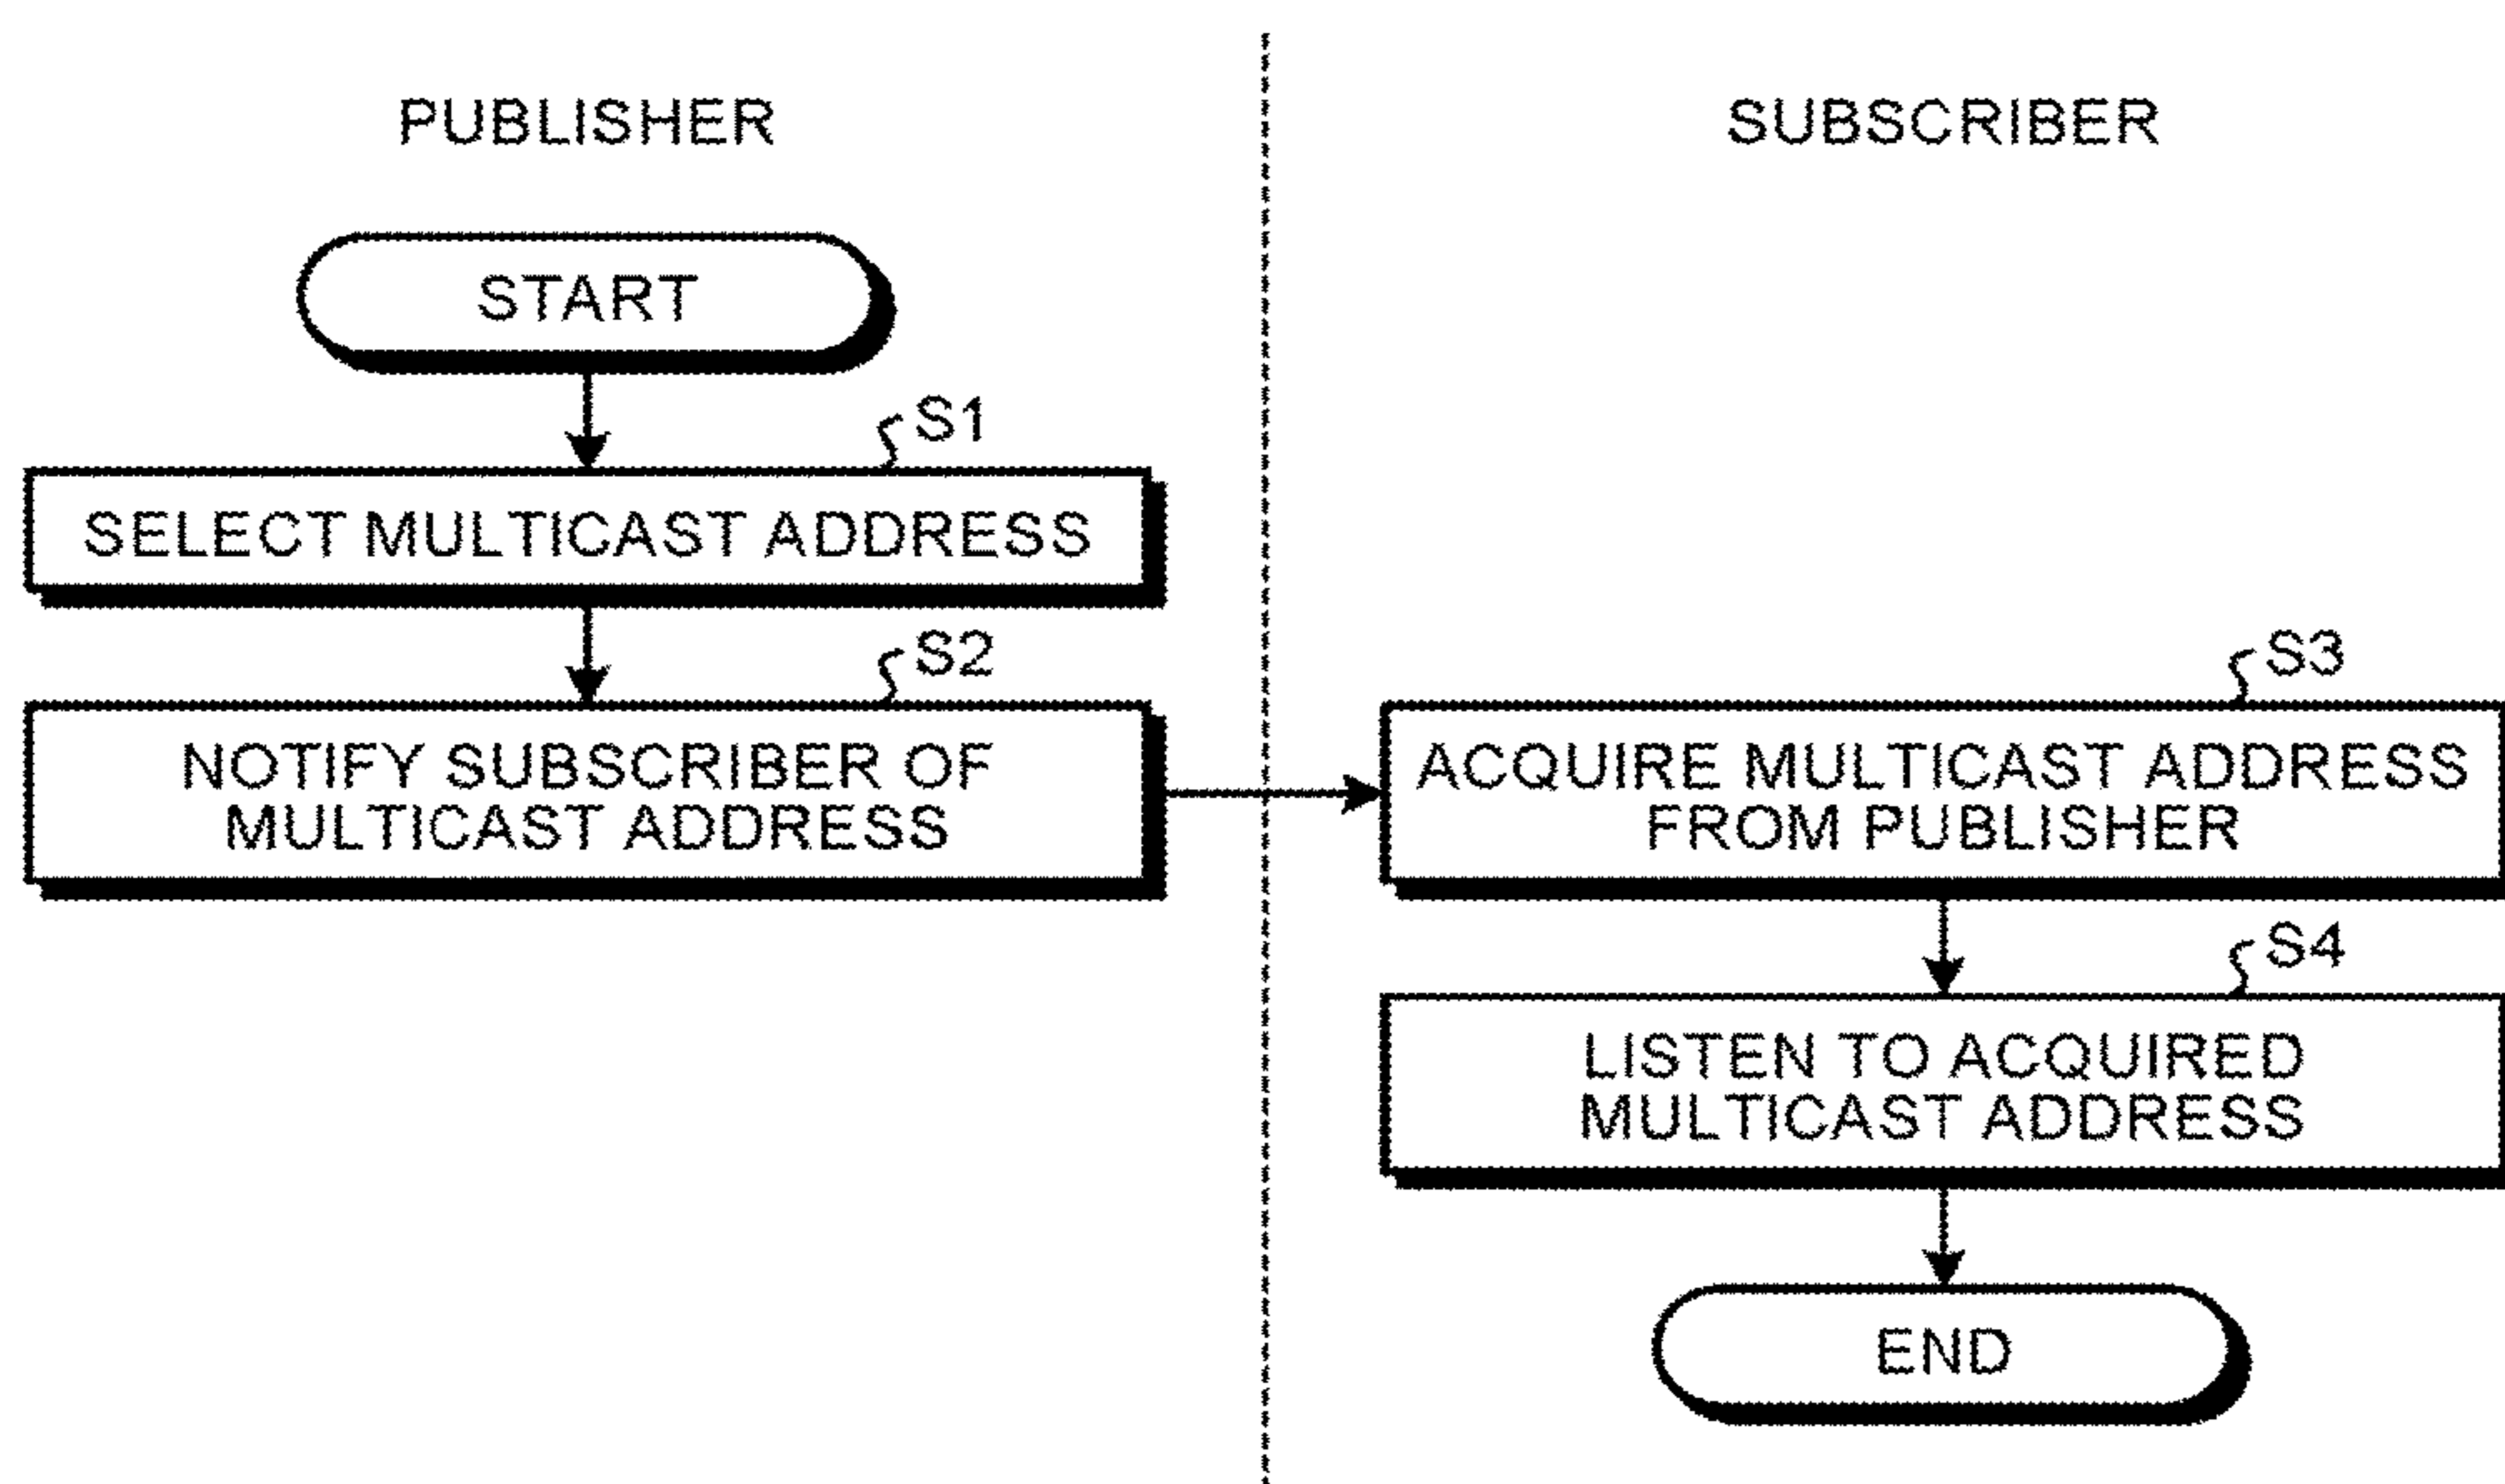 PUBLISHER
SUBSCRIBER
START
S1
SELECT MULTICAST ADDRESS
S2
NOTIFY SUBSCRIBER OF
MULTICAST ADDRESS
S3
ACQUIRE MULTICAST ADDRESS
FROM PUBLISHER
S4
LISTEN TO ACQUIRED
MULTICAST ADDRESS
END